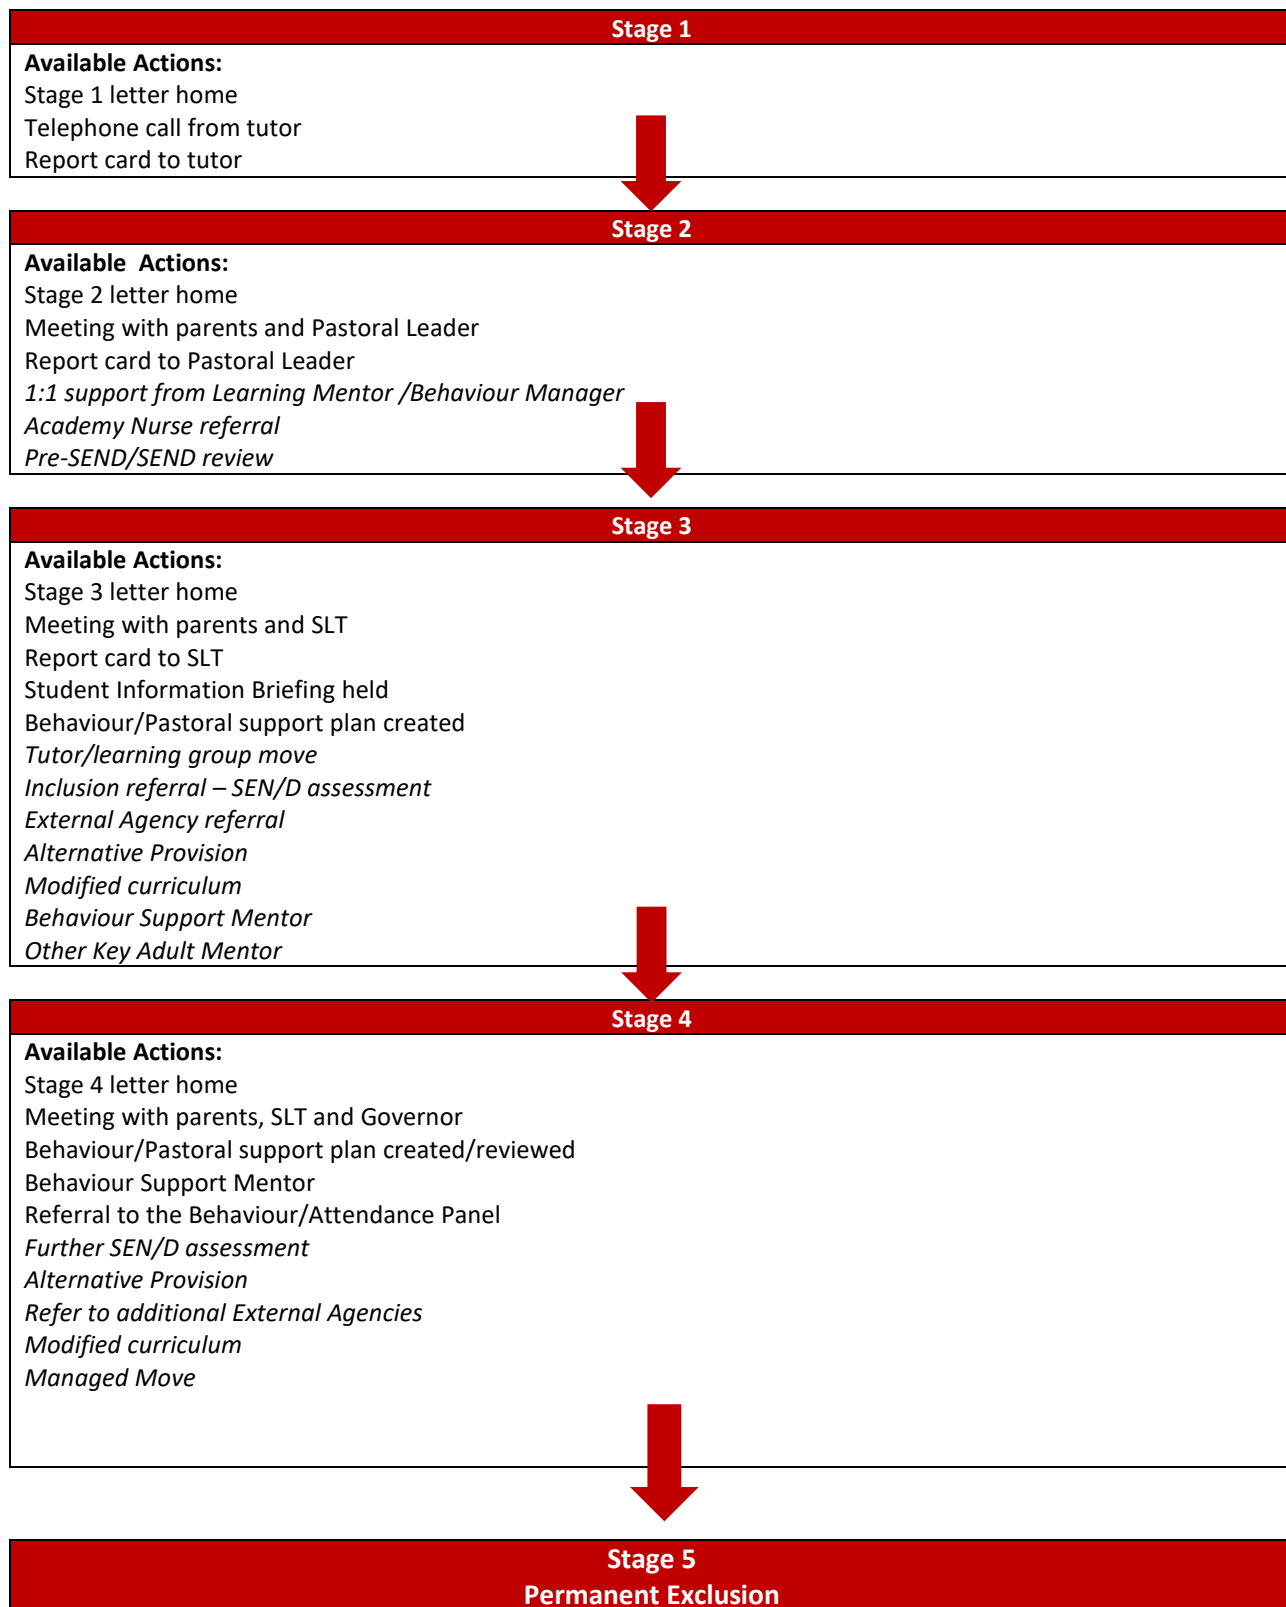 Stage 1
Available Actions:
Stage 1 letter home
Telephone call from tutor
Report card to tutor
Stage 2
Available  Actions:
Stage 2 letter home
Meeting with parents and Pastoral Leader
Report card to Pastoral Leader
1:1 support from Learning Mentor /Behaviour Manager
Academy Nurse referral
Pre-SEND/SEND review
Stage 3
Available Actions:
Stage 3 letter home
Meeting with parents and SLT
Report card to SLT
Student Information Briefing held
Behaviour/Pastoral support plan created
Tutor/learning group move
Inclusion referral – SEN/D assessment
External Agency referral
Alternative Provision
Modified curriculum
Behaviour Support Mentor
Other Key Adult Mentor
Stage 4
Available Actions:
Stage 4 letter home
Meeting with parents, SLT and Governor
Behaviour/Pastoral support plan created/reviewed
Behaviour Support Mentor
Referral to the Behaviour/Attendance Panel
Further SEN/D assessment
Alternative Provision
Refer to additional External Agencies
Modified curriculum
Managed Move
Stage 5
Permanent Exclusion